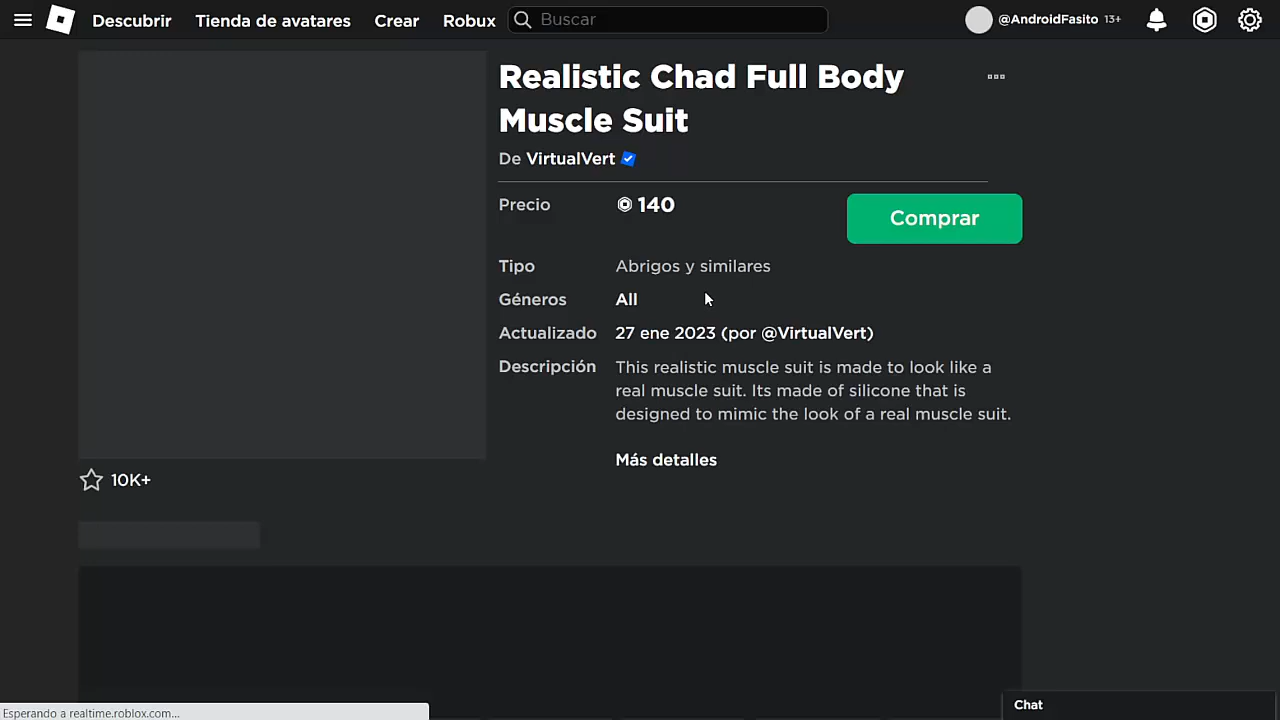 Descubrir Tienda de avatares Crear Robux Buscar @AndroidFasito 13+
Realistic Chad Full Body
Muscle Suit
De VirtualVert
Precio 140 Comprar
Tipo Abrigos y similares
Géneros All
Actualizado 27 ene 2023 (por @VirtualVert)
Descripción This realistic muscle suit is made to look like a
real muscle suit. Its made of silicone that is
designed to mimic the look of a real muscle suit.
Más detalles
10K+
Chat
Esperando a realtime.roblox.com...